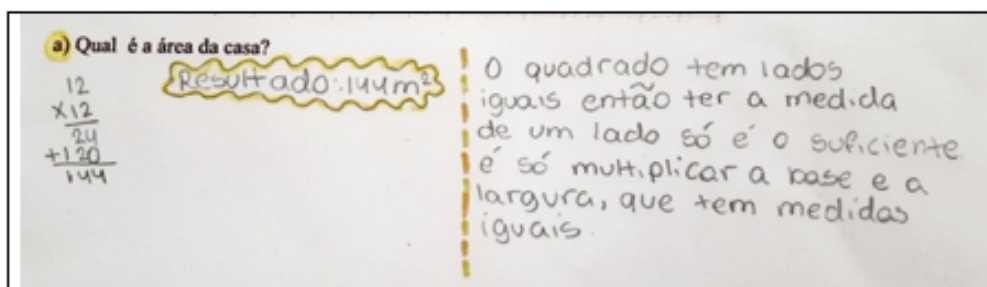 a) Qual é a área da casa?
12
x12
24
+120
144
Resultado: 144m²
O quadrado tem lados
iguais então ter a medida
de um lado só é o suficiente.
é só multiplicar a base e a
largura, que tem medidas
iguais.